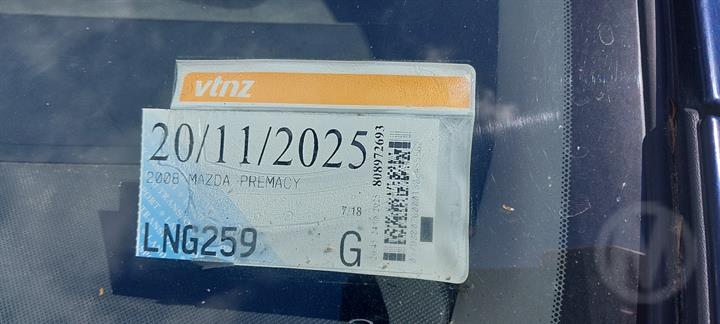 vtnz
20/11/2025
2008 MAZDA PREMACY
7/18
LNG259
G
808972693